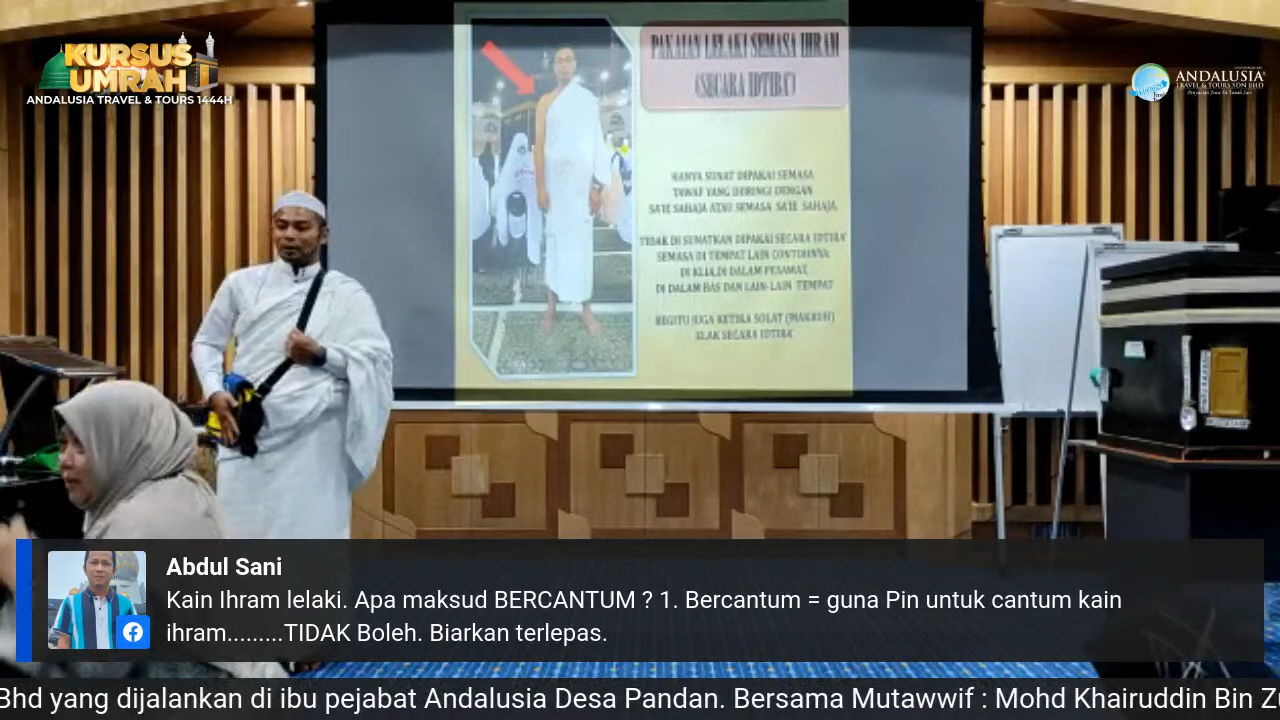 KURSUS
UMRAH
ANDALUSIA TRAVEL & TOURS 1444H
ANDALUSIA
TRAVEL & TOURS SDN BHD
PAKAIAN LELAKI SEMASA IHRAM
(SECARA IDTIBA')
HANYA SUNAT DIPAKAI SEMASA
TAWAF YANG DIIRINGI DENGAN
SA'IE SAHAJA ATAU SEMASA SA'IE SAHAJA.
TIDAK DI SUNATKAN DIPAKAI SECARA IDTIBA'
SEMASA DI TEMPAT LAIN CONTOHNYA
DI KLIA, DI DALAM PESAWAT,
DI DALAM BAS DAN LAIN-LAIN TEMPAT
BEGITU JUGA KETIKA SOLAT (MAKRUH)
ELAK SECARA IDTIBA'
Abdul Sani
Kain Ihram lelaki. Apa maksud BERCANTUM ? 1. Bercantum = guna Pin untuk cantum kain
ihram.........TIDAK Boleh. Biarkan terlepas.
Bhd yang dijalankan di ibu pejabat Andalusia Desa Pandan. Bersama Mutawwif : Mohd Khairuddin Bin Z